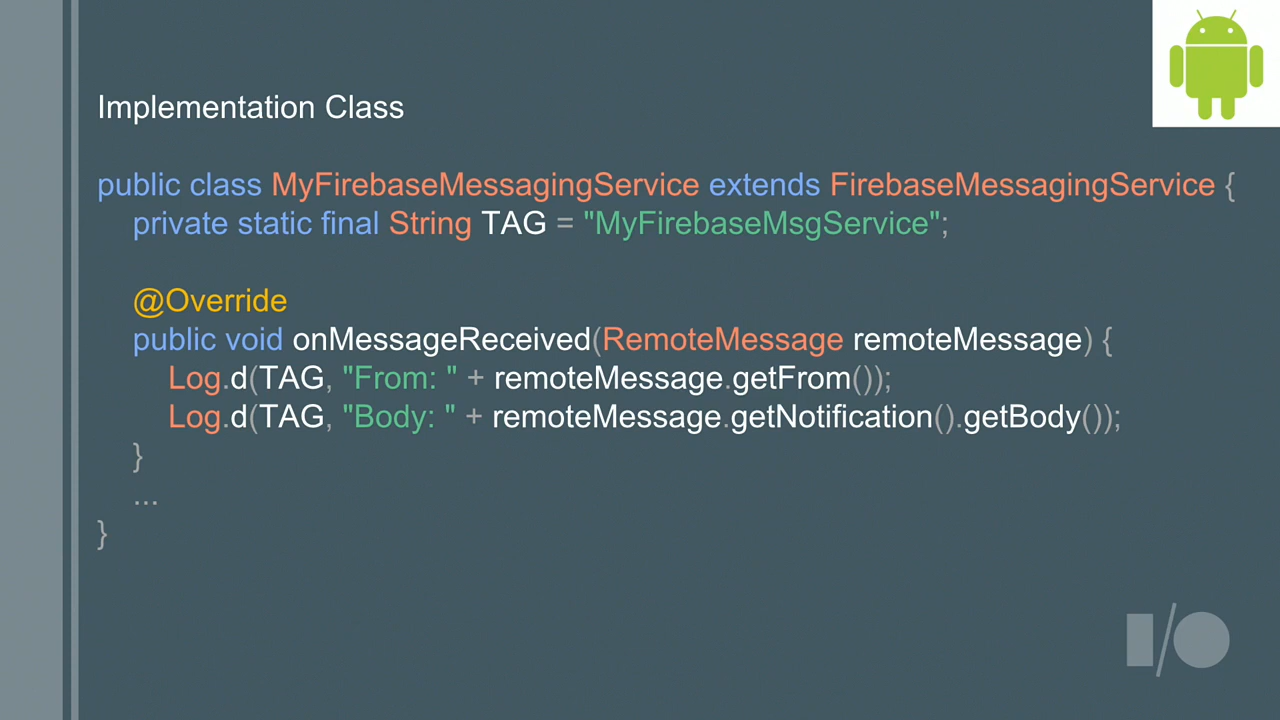 Implementation Class
public class MyFirebaseMessagingService extends FirebaseMessagingService {
private static final String TAG = "MyFirebaseMsgService";
@Override
public void onMessageReceived(RemoteMessage remoteMessage) {
Log.d(TAG, "From: " + remoteMessage.getFrom());
Log.d(TAG, "Body: " + remoteMessage.getNotification().getBody());
}
...
}
I/O